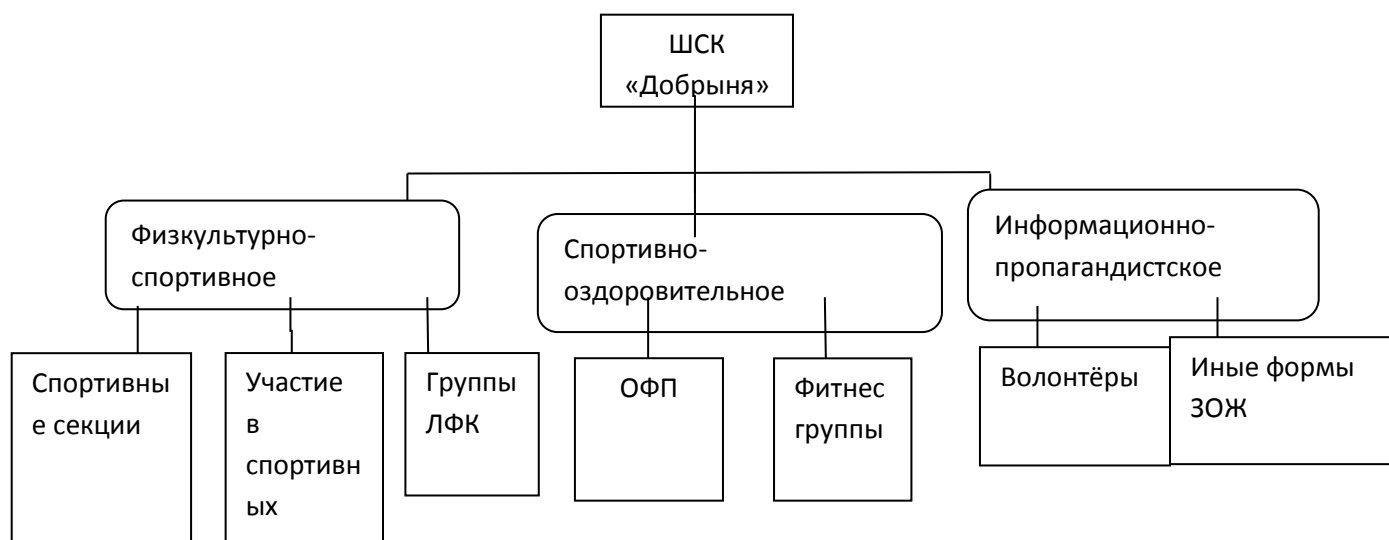 ШСК
«Добрыня»
Физкультурно-
спортивное
Спортивно-
оздоровительное
Информационно-
пропагандистское
Спортивны
е секции
Участие
в
спортивн
ых
Группы
ЛФК
ОФП
Фитнес
группы
Волонтёры
Иные формы
ЗОЖ